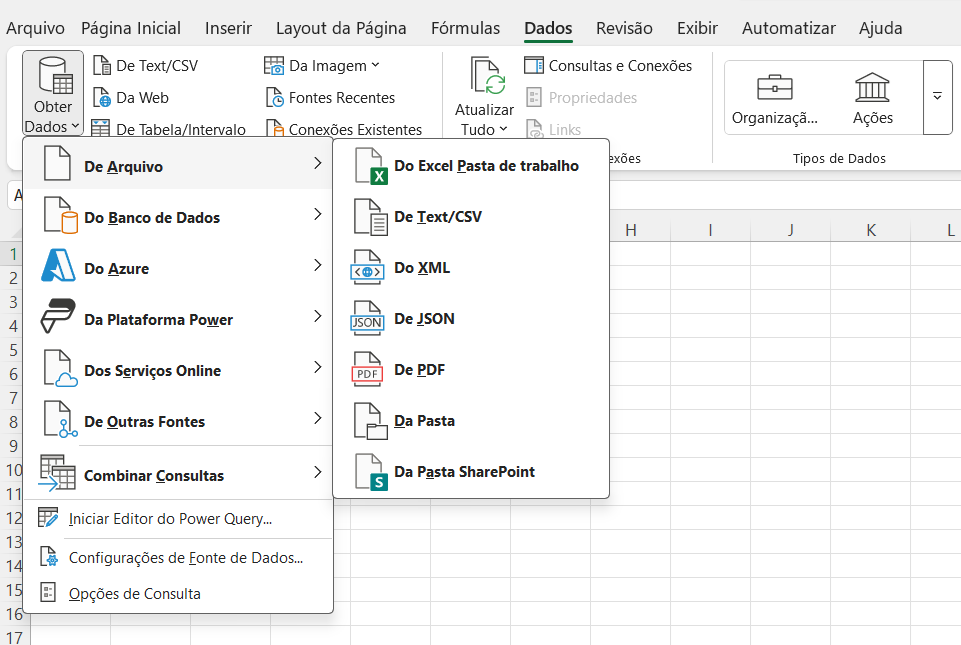 Arquivo Página Inicial Inserir Layout da Página Fórmulas Dados Revisão Exibir Automatizar Ajuda
Obter
Dados
De Text/CSV
Da Web
De Tabela/Intervalo
Da Imagem
Fontes Recentes
Conexões Existentes
Atualizar
Tudo
Consultas e Conexões
Propriedades
Links
exões
Organizaçã...
Ações
Tipos de Dados
A
De Arquivo
Do Banco de Dados
Do Azure
Da Plataforma Power
Dos Serviços Online
De Outras Fontes
Combinar Consultas
Iniciar Editor do Power Query...
Configurações de Fonte de Dados...
Opções de Consulta
X Do Excel Pasta de trabalho
De Text/CSV
Do XML
JSON De JSON
PDF De PDF
Da Pasta
S Da Pasta SharePoint
H I J K L
1
2
3
4
5
6
7
8
9
10
11
12
13
14
15
16
17